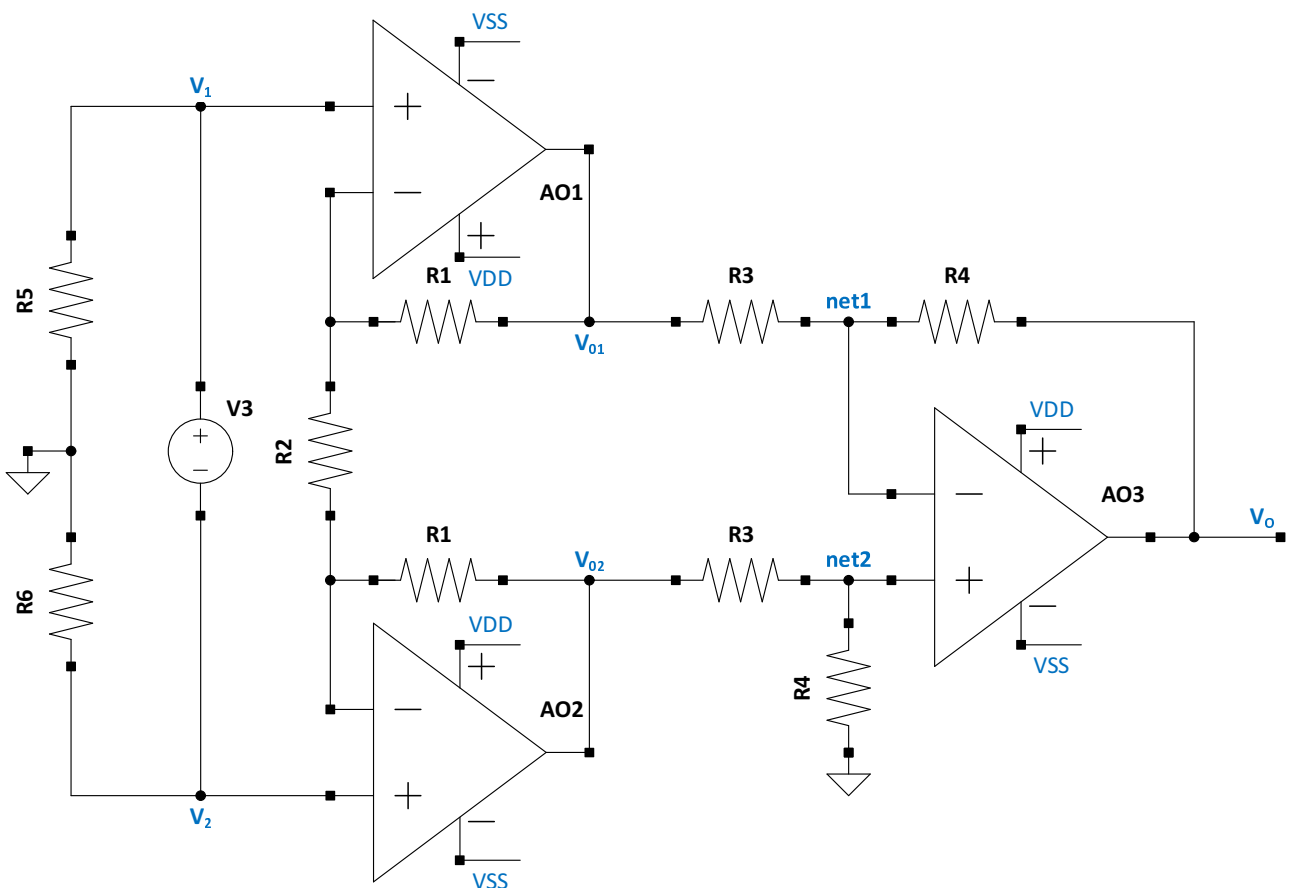 VSS
V1
+
−
+
−
AO1
+
VDD
R5
R1
R3
net1
R4
V01
V3
+
−
R2
VDD
+
−
AO3
VO
R1
V02
R3
net2
+
−
VSS
R6
VDD
+
R4
−
AO2
+
V2
−
VSS